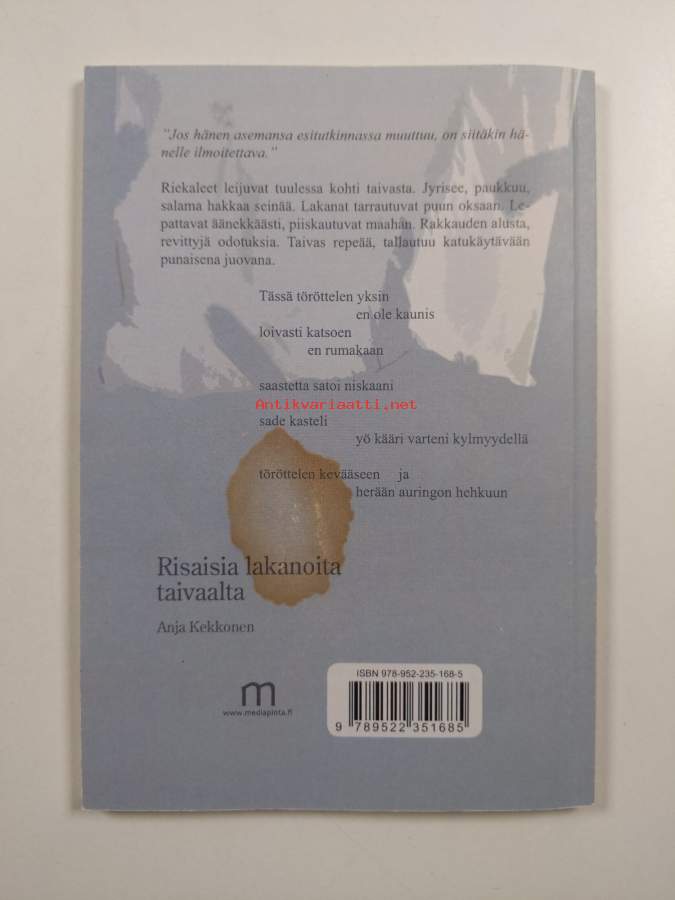 "Jos hänen asemansa esitutkinnassa muuttuu, on siitäkin hä-
nelle ilmoitettava."
Riekaleet leijuvat tuulessa kohti taivasta. Jyrisee, paukkuu,
salama hakkaa seinää. Lakanat tarrautuvat puun oksaan. Le-
pattavat äänekkäästi, piiskautuvat maahan. Rakkauden alusta,
revittyjä odotuksia. Taivas repeää, tallautuu katukäytävään
punaisena juovana.
Tässä töröttelen yksin
en ole kaunis
loivasti katsoen
en rumakaan
saastetta satoi niskaani
Antikvariaatti.net
sade kasteli
yö kääri varteni kylmyydellä
töröttelen kevääseen ja
herään auringon hehkuun
Risaisia lakanoita
taivaalta
Anja Kekkonen
ISBN 978-952-235-168-5
m
www.mediapinta.fi
9 789522 351685